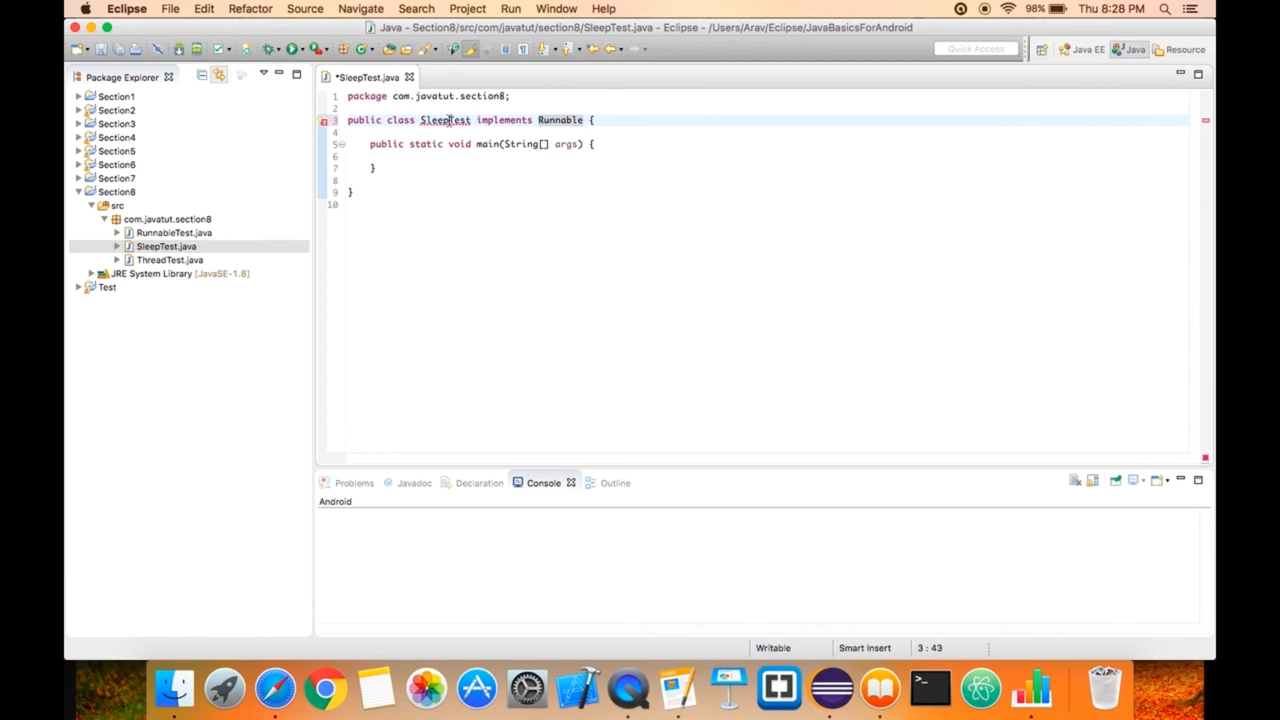 Eclipse File Edit Refactor Source Navigate Search Project Run Window Help 98% Thu 8:28 PM
Java - Section8/src/com/javatut/section8/SleepTest.java - Eclipse - /Users/Arav/Eclipse/JavaBasicsForAndroid
Quick Access Java EE Java Resource
Package Explorer
Section1
Section2
Section3
Section4
Section5
Section6
Section7
Section8
src
com.javatut.section8
RunnableTest.java
SleepTest.java
ThreadTest.java
JRE System Library [JavaSE-1.8]
Test
*SleepTest.java
1 package com.javatut.section8;
2
3 public class SleepTest implements Runnable {
4
5 public static void main(String[] args) {
6
7 }
8
9 }
10
Problems Javadoc Declaration Console Outline
Android
Writable Smart Insert 3 : 43